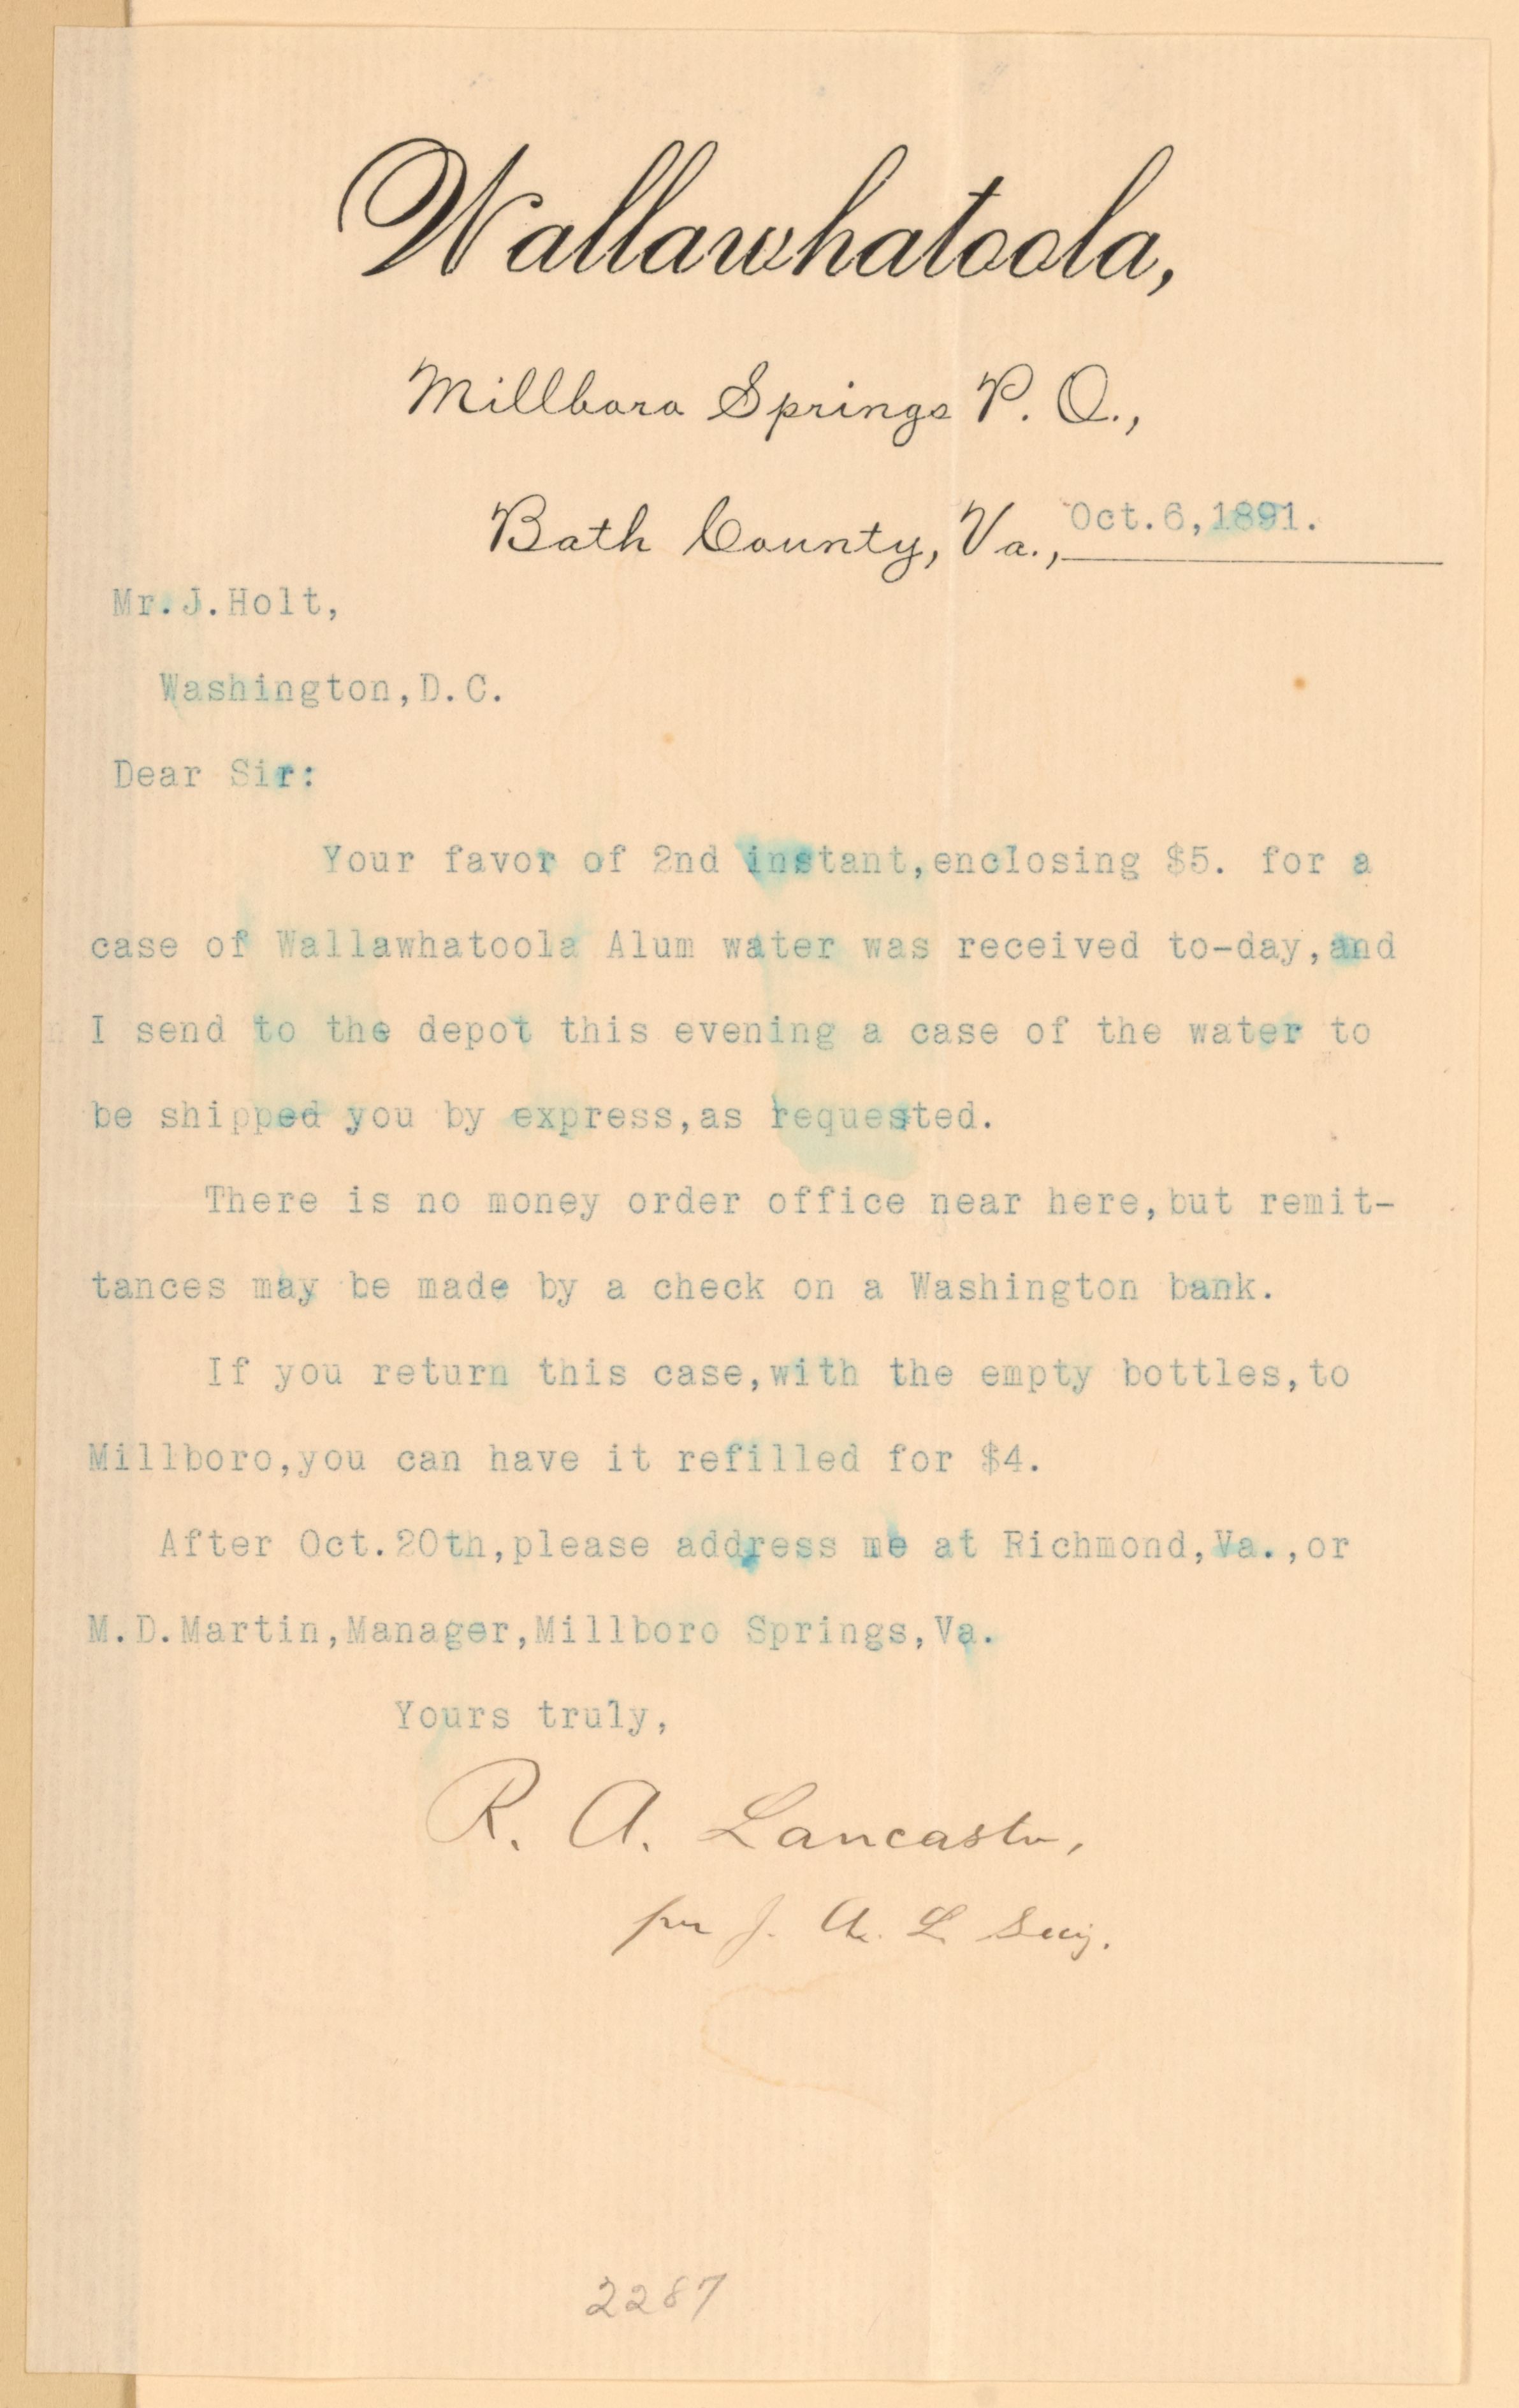 Wallawhatoola,
Millboro Springs P. O.,
Bath County, Va., Oct.6,1891.
Mr.J.Holt,
Washington,D.C.
Dear Sir:
Your favor of 2nd instant,enclosing $5. for a
case of Wallawhatoola Alum water was received to-day,and
I send to the depot this evening a case of the water to
be shipped you by express,as requested.
There is no money order office near here,but remit-
tances may be made by a check on a Washington bank.
If you return this case,with the empty bottles,to
Millboro,you can have it refilled for $4.
After Oct.20th,please address me at Richmond,Va.,or
M.D.Martin,Manager,Millboro Springs,Va.
Yours truly,
R. A. Lancaster,
per J. A. L Secy.
2287